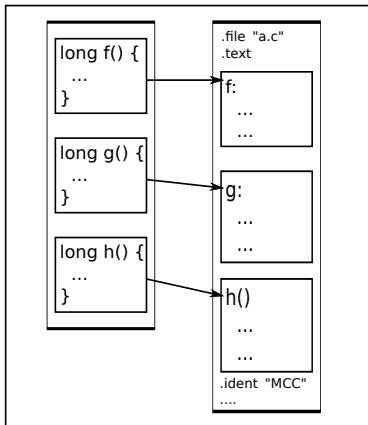 long f() {
...
}
long g() {
...
}
long h() {
...
}
.file "a.c"
.text
f:
...
...
g:
...
...
h()
...
...
.ident "MCC"
....